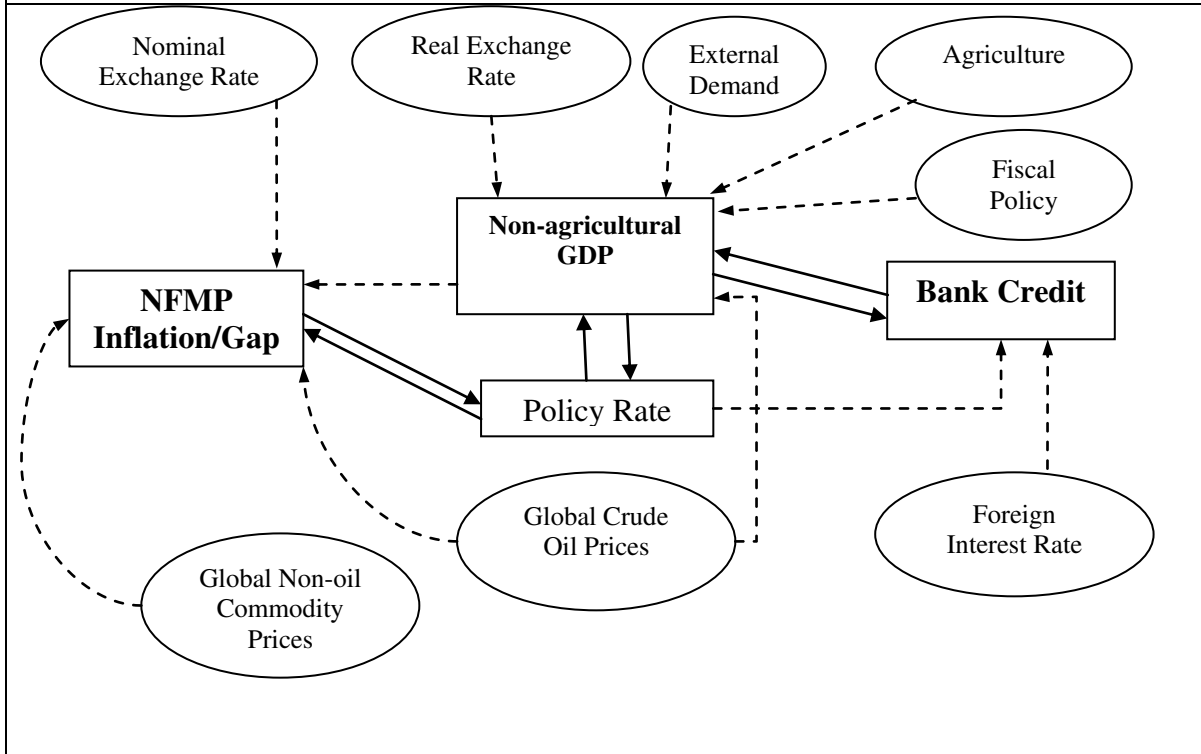 Nominal
Exchange Rate
Real Exchange
Rate
External
Demand
Agriculture
Fiscal
Policy
Non-agricultural
GDP
NFMP
Inflation/Gap
Bank Credit
Policy Rate
Global Crude
Oil Prices
Foreign
Interest Rate
Global Non-oil
Commodity
Prices